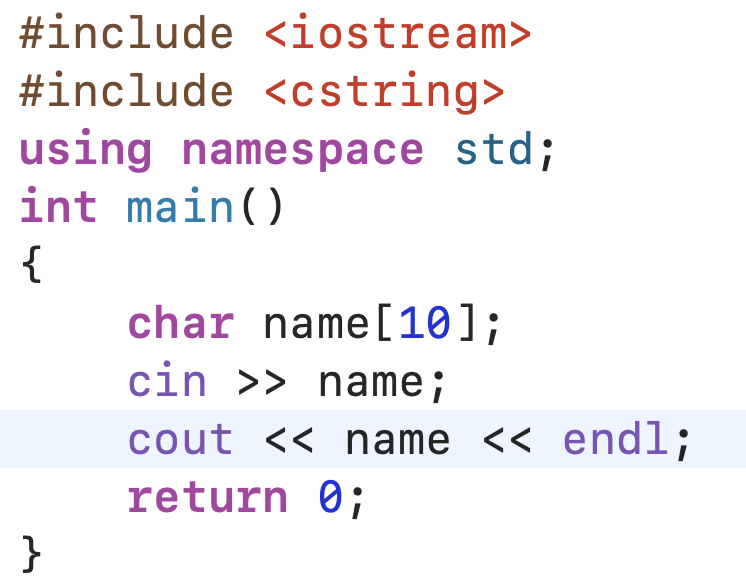 #include <iostream>
#include <cstring>
using namespace std;
int main()
{
    char name[10];
    cin >> name;
    cout << name << endl;
    return 0;
}